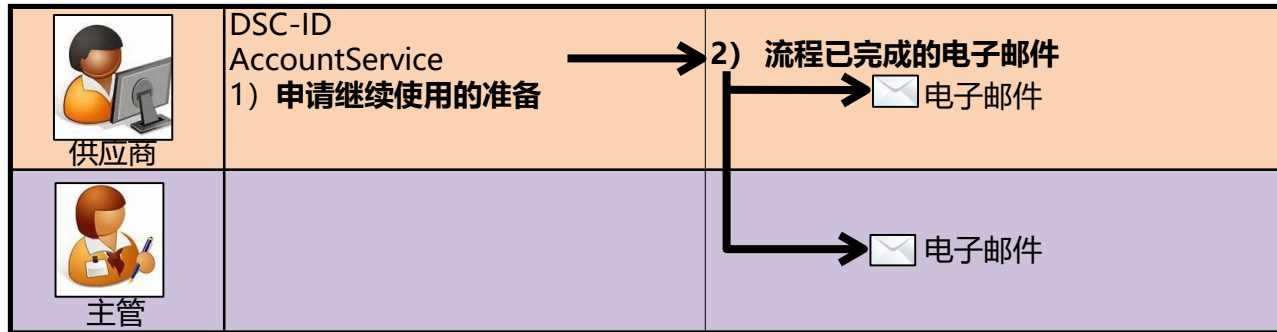 供应商
DSC-ID
AccountService
1）申请继续使用的准备
2） 流程已完成的电子邮件
电子邮件
主管
电子邮件